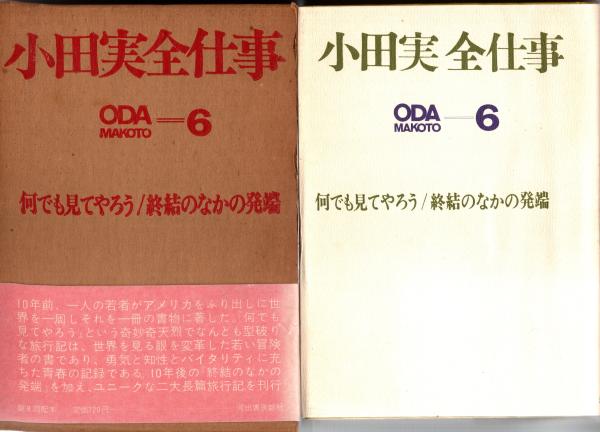 小田実全仕事
ODA
MAKOTO
6
何でも見てやろう/終結のなかの発端
10年前、一人の若者がアメリカをふり出しに世
界を一周しそれを一冊の書物に著した。『何でも
見てやろう』という奇妙奇天烈でなんとも型破り
な旅行記は、世界を見る眼を変革した若い冒険
者の書であり、勇気と知性とバイタリティに充
ちた青春の記録である。10年後の『終結のなかの
発端』を加え、ユニークな二大長篇旅行記を刊行
定価720円
河出書房新社
小田実 全仕事
ODA
MAKOTO
6
何でも見てやろう/終結のなかの発端